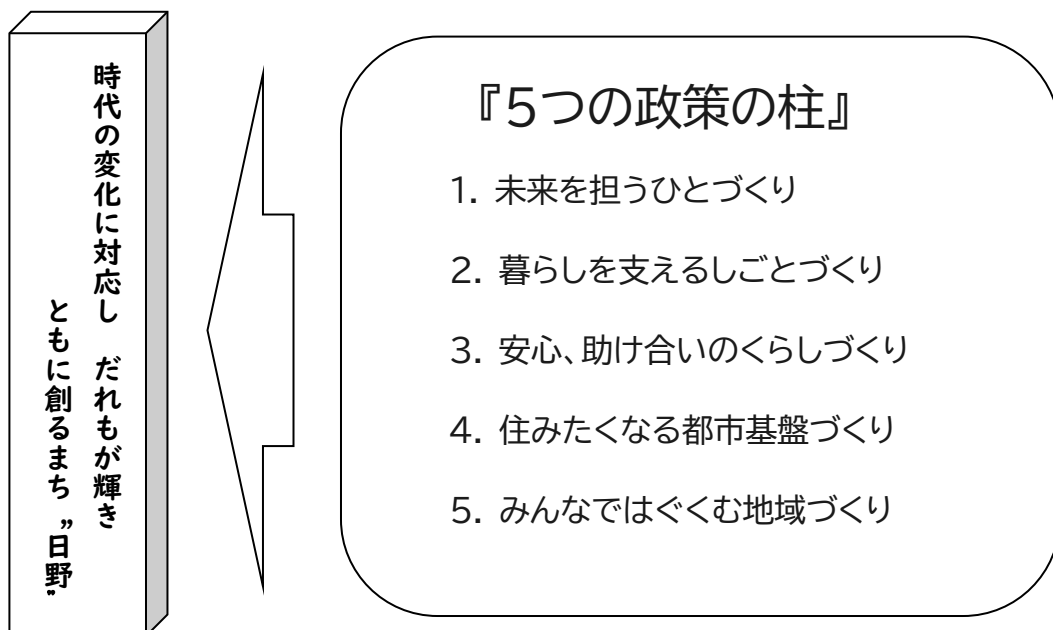 時代の変化に対応し　だれもが輝き
ともに創るまち〟日野〟
『5つの政策の柱』
1. 未来を担うひとづくり
2. 暮らしを支えるしごとづくり
3. 安心、助け合いのくらしづくり
4. 住みたくなる都市基盤づくり
5. みんなではぐくむ地域づくり